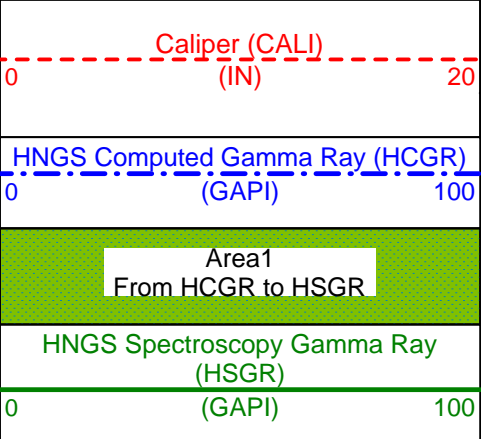 Caliper (CALI)
0 (IN) 20
HNGS Computed Gamma Ray (HCGR)
0 (GAPI) 100
Area1
From HCGR to HSGR
HNGS Spectroscopy Gamma Ray
(HSGR)
0 (GAPI) 100